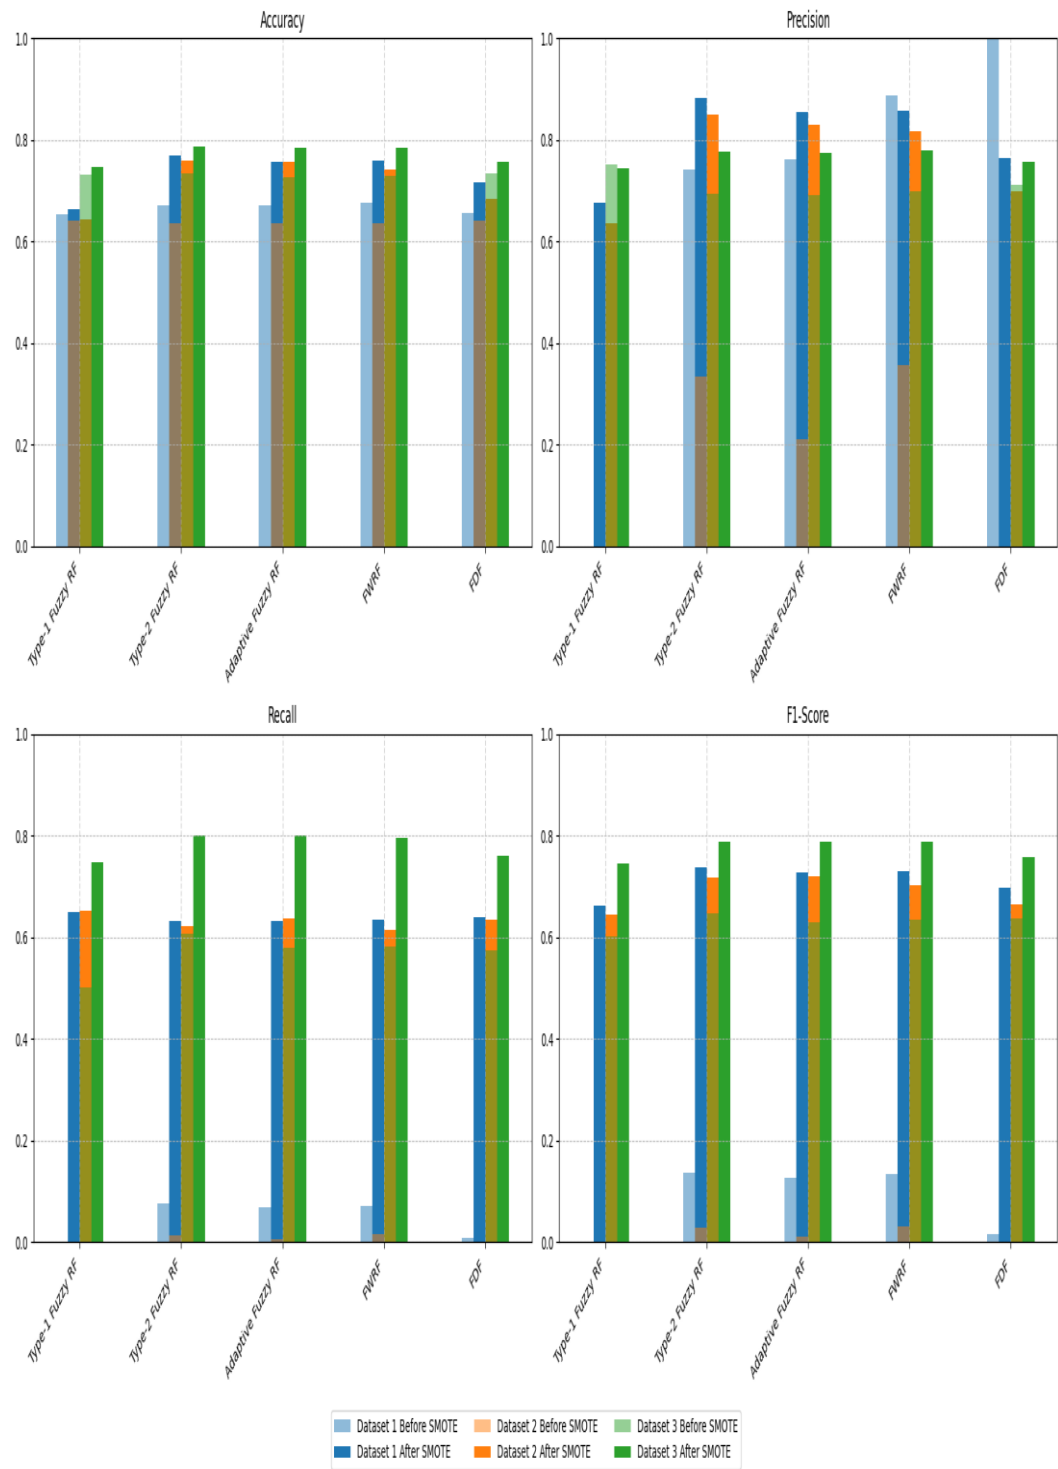 Accuracy
Precision
1.0
0.8
0.6
0.4
0.2
0.0
1.0
0.8
0.6
0.4
0.2
0.0
Type-1 Fuzzy RF
Type-2 Fuzzy RF
Adaptive Fuzzy RF
FWRF
FDF
Type-1 Fuzzy RF
Type-2 Fuzzy RF
Adaptive Fuzzy RF
FWRF
FDF
Recall
F1-Score
1.0
0.8
0.6
0.4
0.2
0.0
1.0
0.8
0.6
0.4
0.2
0.0
Type-1 Fuzzy RF
Type-2 Fuzzy RF
Adaptive Fuzzy RF
FWRF
FDF
Type-1 Fuzzy RF
Type-2 Fuzzy RF
Adaptive Fuzzy RF
FWRF
FDF
Dataset 1 Before SMOTE
Dataset 2 Before SMOTE
Dataset 3 Before SMOTE
Dataset 1 After SMOTE
Dataset 2 After SMOTE
Dataset 3 After SMOTE